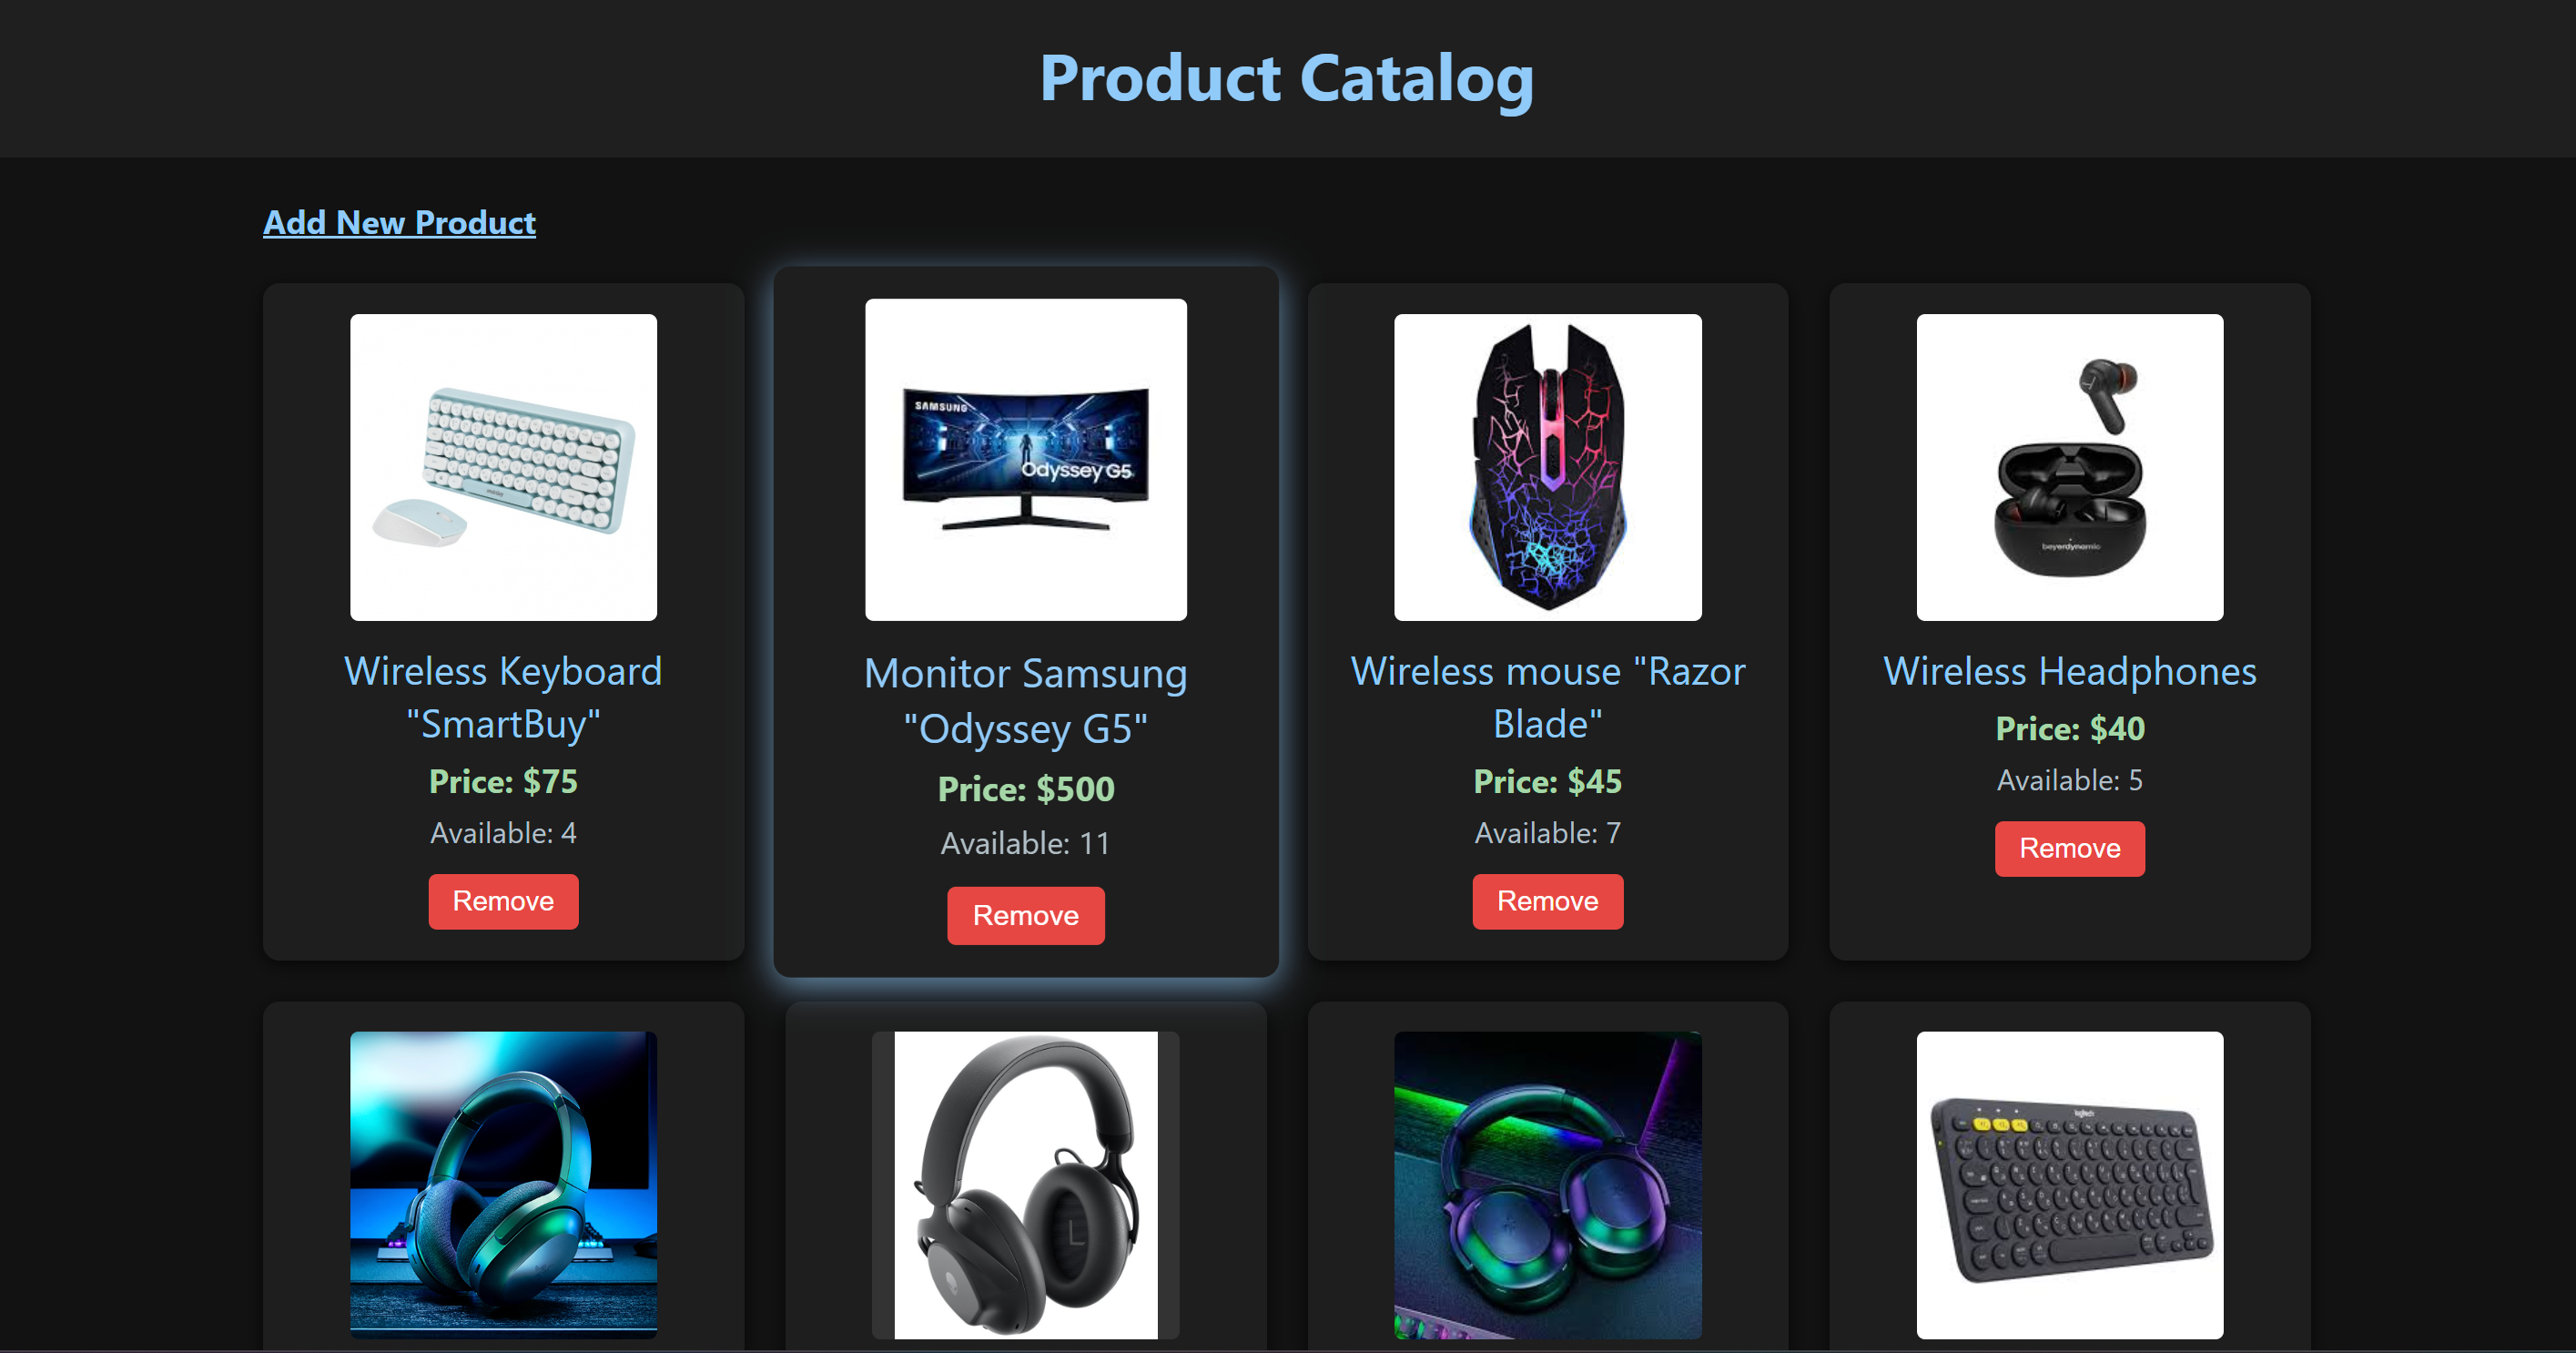 Product Catalog
Add New Product
SAMSUNG
Odyssey G5
beyerdynamic
Wireless Keyboard
"SmartBuy"
Price: $75
Available: 4
Remove
Monitor Samsung
"Odyssey G5"
Price: $500
Available: 11
Remove
Wireless mouse "Razor
Blade"
Price: $45
Available: 7
Remove
Wireless Headphones
Price: $40
Available: 5
Remove
L
logitech